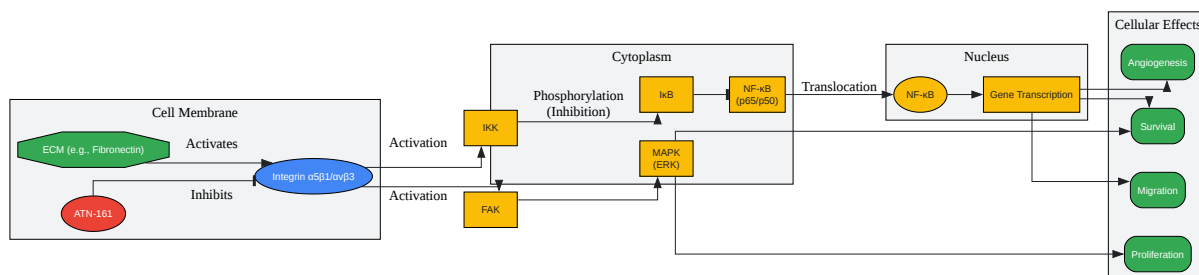 Cell Membrane
ECM (e.g., Fibronectin)
Activates
Integrin α5β1/αvβ3
Inhibits
ATN-161
Activation
Activation
IKK
FAK
Cytoplasm
Phosphorylation
(Inhibition)
IκB
NF-κB
(p65/p50)
MAPK
(ERK)
Translocation
Nucleus
NF-κB
Gene Transcription
Cellular Effects
Angiogenesis
Survival
Migration
Proliferation